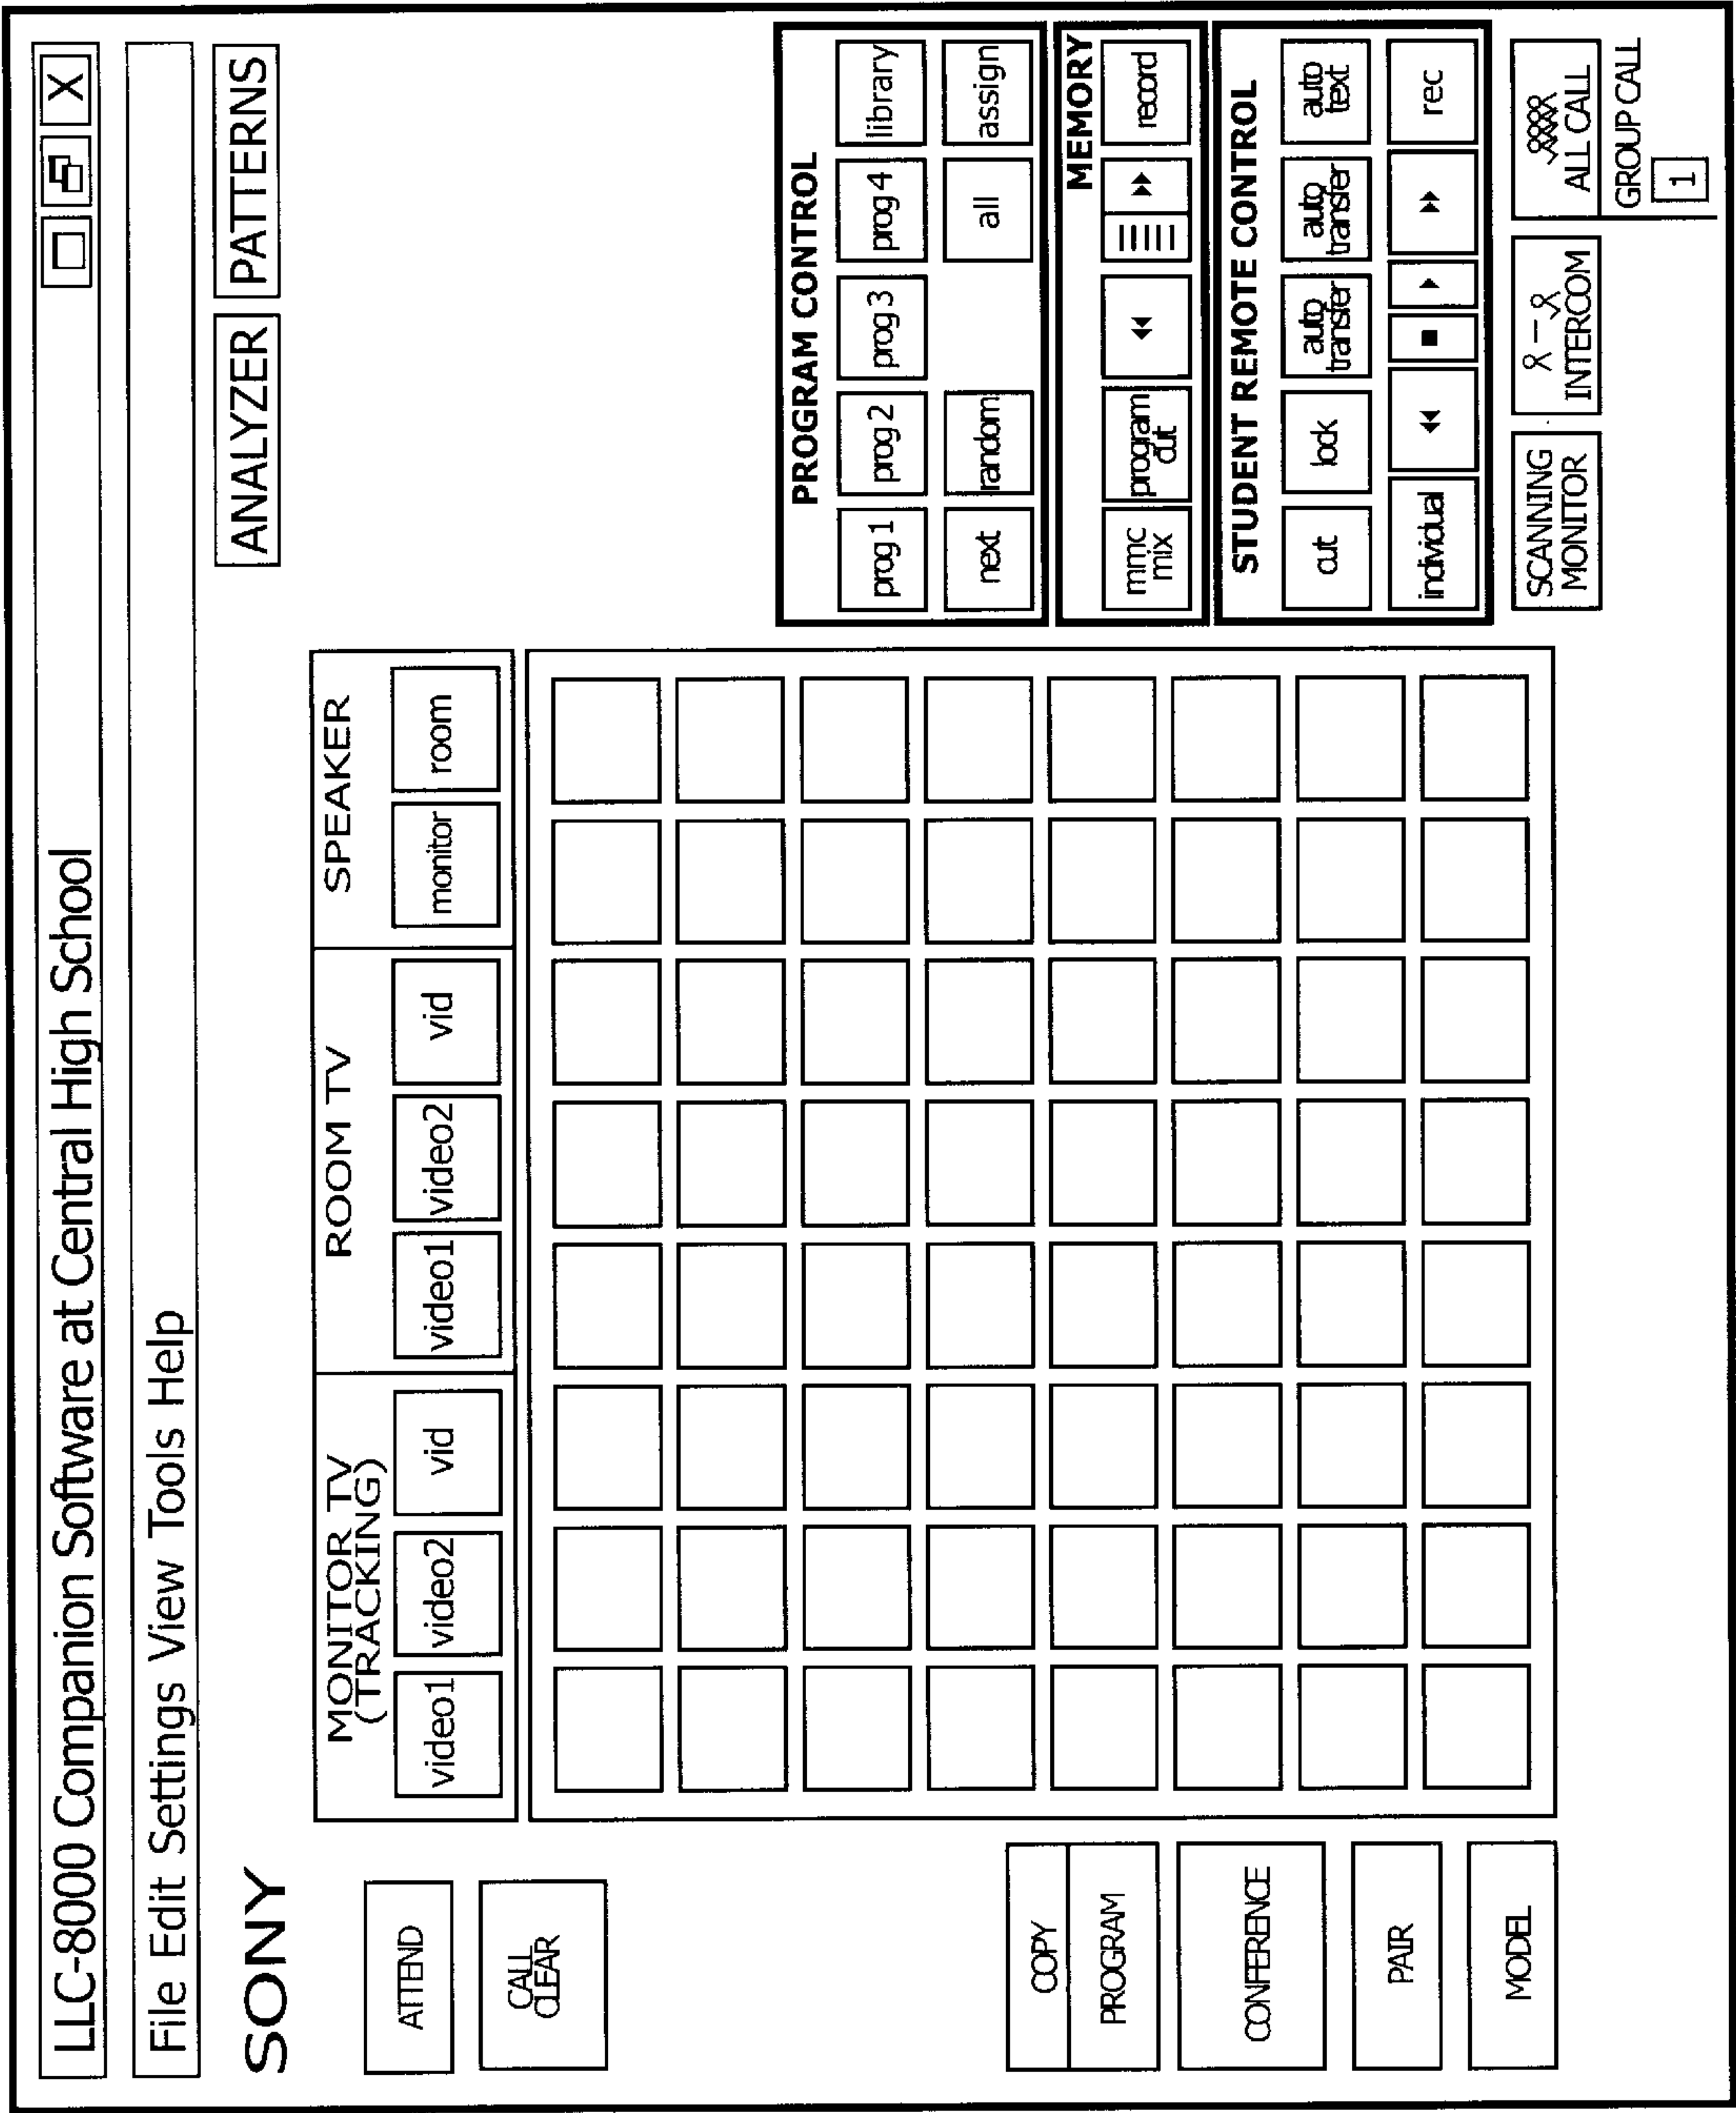 LLC-8000 Companion Software at Central High School
X
File Edit Settings View Tools Help
SONY
ANALYZER
PATTERNS
MONITOR TV
(TRACKING)
ROOM TV
SPEAKER
video1
video2
vid
video1
video2
vid
monitor
room
ATTEND
CALL
CLEAR
COPY
PROGRAM
CONFERENCE
PAIR
MODEL
PROGRAM CONTROL
prog 1
prog 2
prog 3
prog 4
library
next
random
all
assign
MEMORY
mmc
mix
program
out
record
STUDENT REMOTE CONTROL
cut
lock
auto
transfer
auto
transfer
auto
text
individual
rec
SCANNING
MONITOR
INTERCOM
ALL CALL
GROUP CALL
1